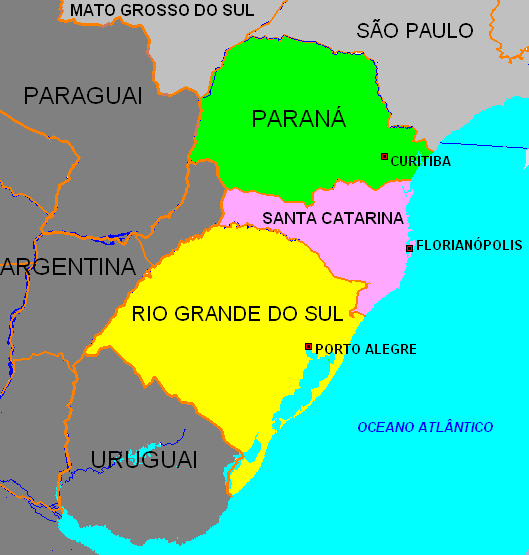 MATO GROSSO DO SUL
SÃO PAULO
PARAGUAI
PARANÁ
CURITIBA
SANTA CATARINA
FLORIANÓPOLIS
ARGENTINA
RIO GRANDE DO SUL
PORTO ALEGRE
OCEANO ATLÂNTICO
URUGUAI